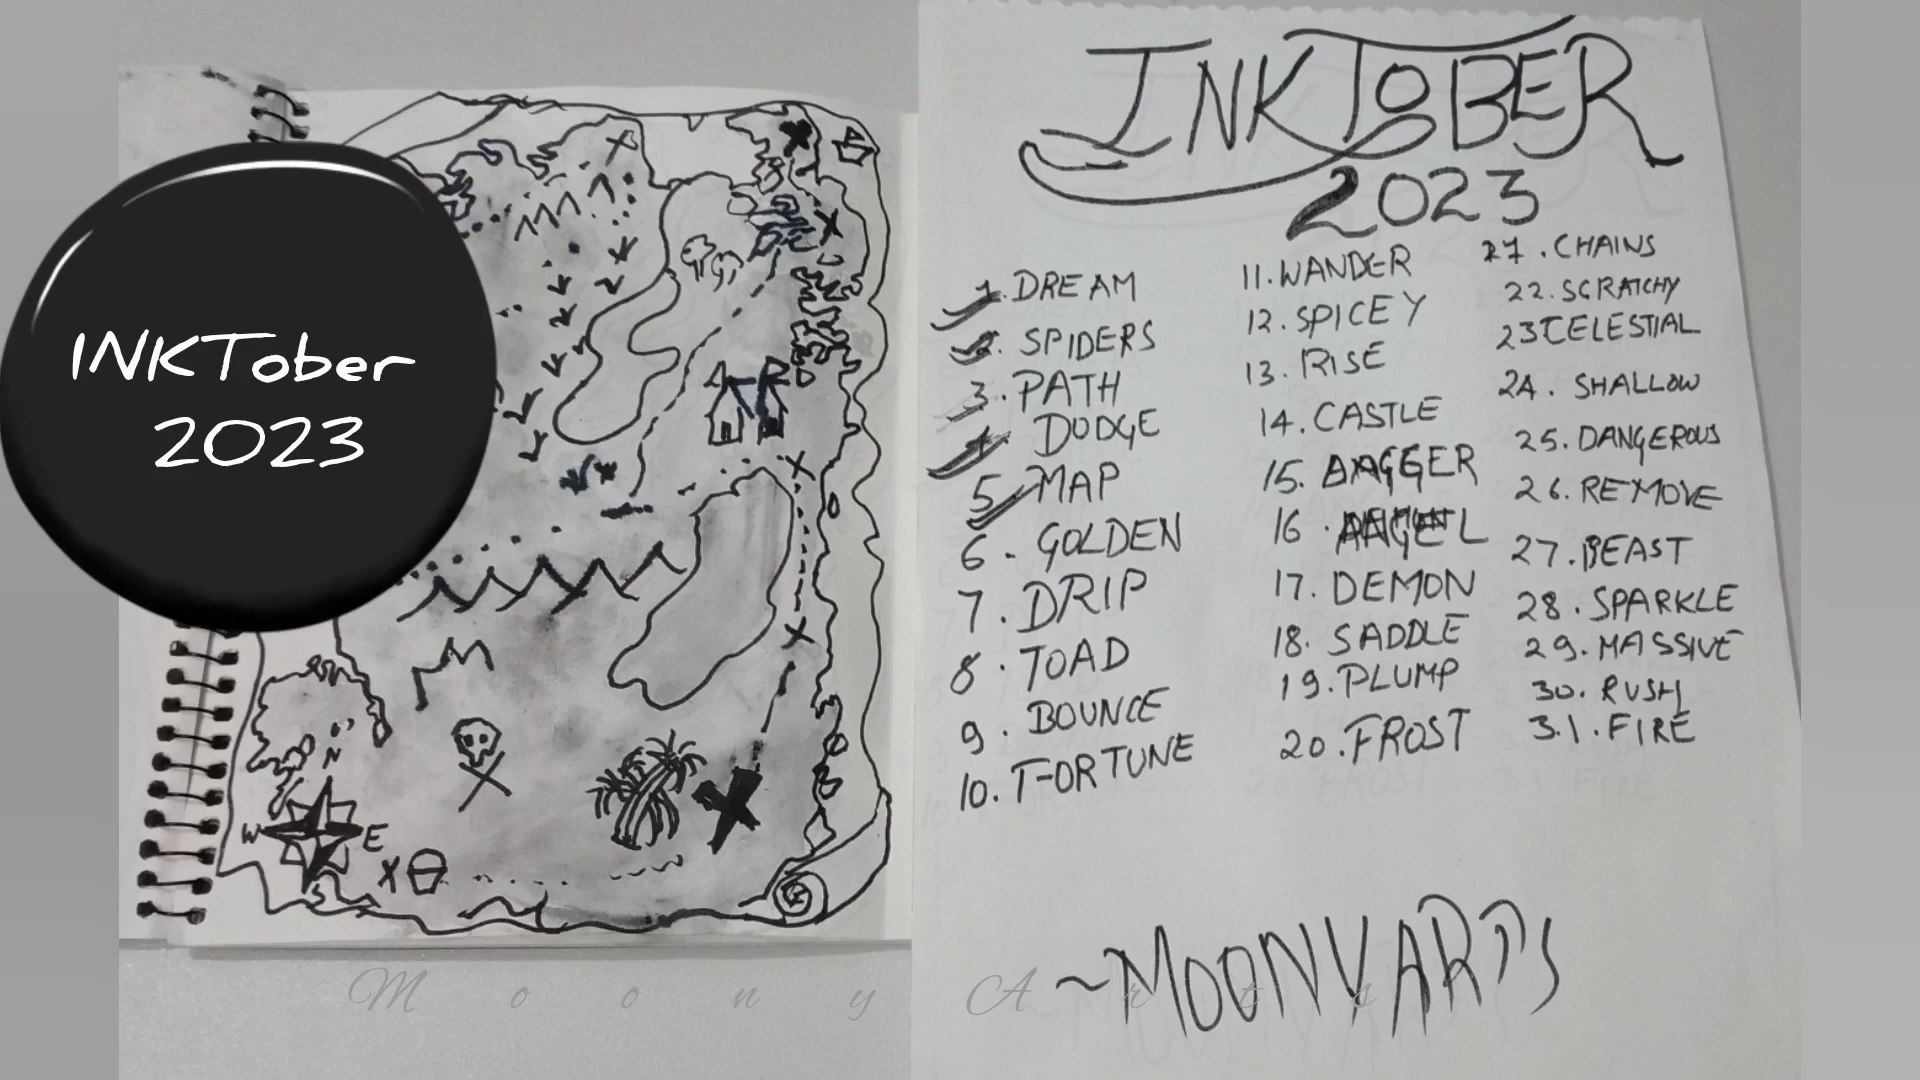 INKTober
2023
N
W
E
S
X
INKTOBER
2023
1. DREAM
2. SPIDERS
3. PATH
4 DODGE
5 MAP
6 - GOLDEN
7. DRIP
8. TOAD
9. BOUNCE
10. FORTUNE
11. WANDER
12. SPICEY
13. RISE
14. CASTLE
15. DAGGER
16. ANGEL
17. DEMON
18. SADDLE
19. PLUMP
20. FROST
21. CHAINS
22. SCRATCHY
23 CELESTIAL
24. SHALLOW
25. DANGEROUS
26. REMOVE
27. BEAST
28. SPARKLE
29. MASSIVE
30. RUSH
31. FIRE
~MOONYARTS
Moony Arts